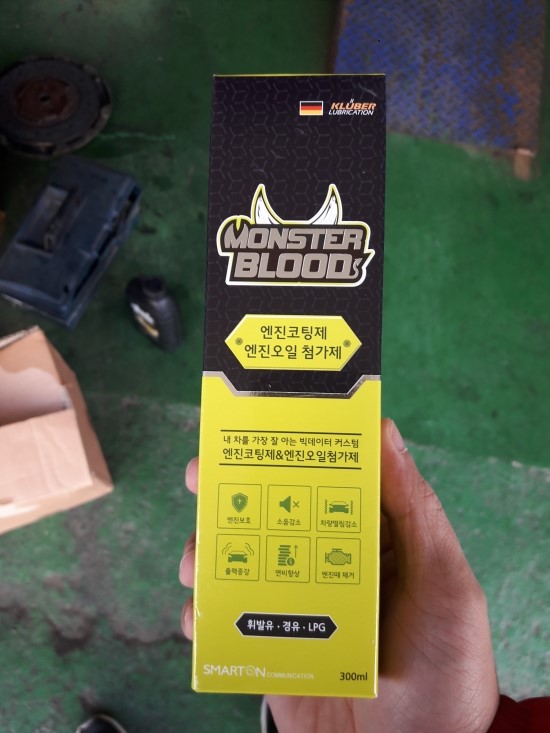 KLÜBER
LUBRICATION
MONSTER
BLOOD
엔진코팅제
엔진오일 첨가제
내 차를 가장 잘 아는 빅데이터 커스텀
엔진코팅제&엔진오일첨가제
엔진보호 소음감소 차량떨림감소
출력증강 연비향상 엔진때 제거
휘발유 · 경유 · LPG
SMARTON COMMUNICATION 300ml